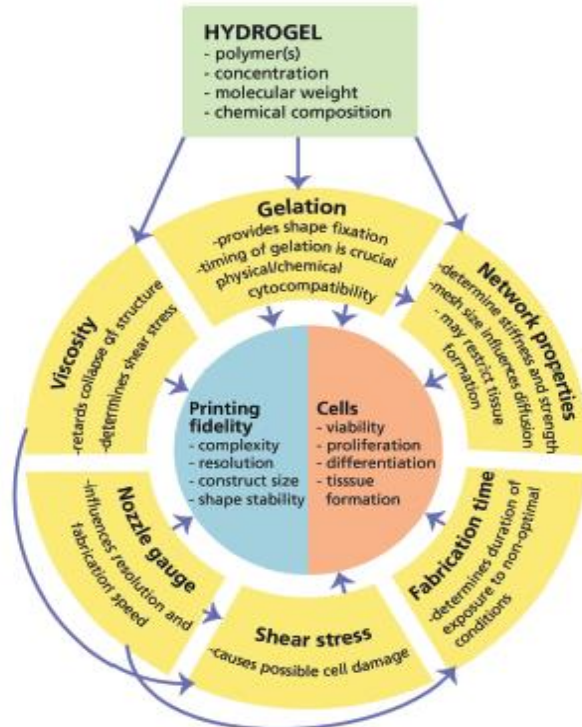 HYDROGEL
- polymer(s)
- concentration
- molecular weight
- chemical composition
Gelation
-provides shape fixation
-timing of gelation is crucial
physical/chemical
cytocompatibility
Viscosity
-retards collapse of structure
-determines shear stress
Network properties
-determine stiffness and strength
-mesh size influences diffusion
- may restrict tissue
formation
Printing
fidelity
- complexity
- resolution
- construct size
- shape stability
Cells
- viability
- proliferation
- differentiation
- tisssue
formation
Nozzle gauge
-influences resolution and
fabrication speed
Shear stress
-causes possible cell damage
Fabrication time
-determines duration of
exposure to non-optimal
conditions